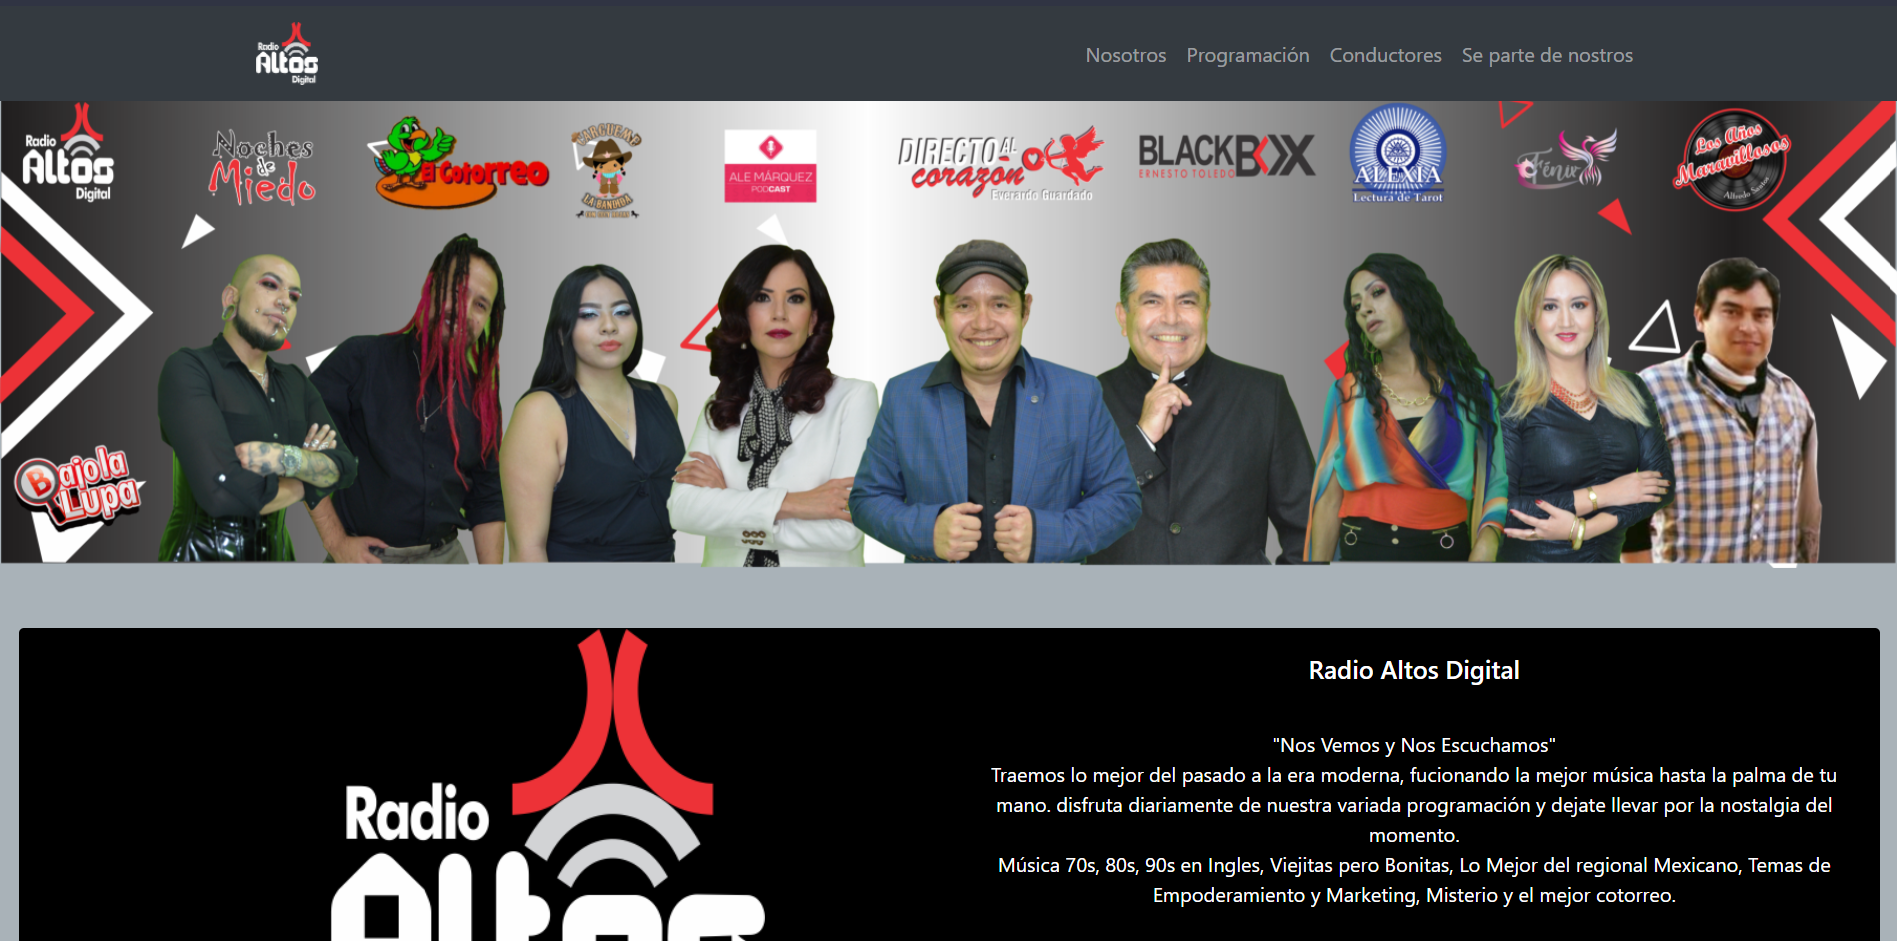 Radio
Altos
Digital
Nosotros Programación Conductores Se parte de nostros
Radio
Altos
Digital
Noches
de
Miedo
El Cotorreo
LA BANDIDA
ALE MÁRQUEZ
PODCAST
DIRECTO AL
corazón
Everardo Guardado
BLACKBOX
ERNESTO TOLEDO
ALEXIA
Lectura de Tarot
Fénix
Los Años
Maravillosos
Bajo la
Lupa
Radio
Altos
Radio Altos Digital
"Nos Vemos y Nos Escuchamos"
Traemos lo mejor del pasado a la era moderna, fucionando la mejor música hasta la palma de tu
mano. disfruta diariamente de nuestra variada programación y dejate llevar por la nostalgia del
momento.
Música 70s, 80s, 90s en Ingles, Viejitas pero Bonitas, Lo Mejor del regional Mexicano, Temas de
Empoderamiento y Marketing, Misterio y el mejor cotorreo.